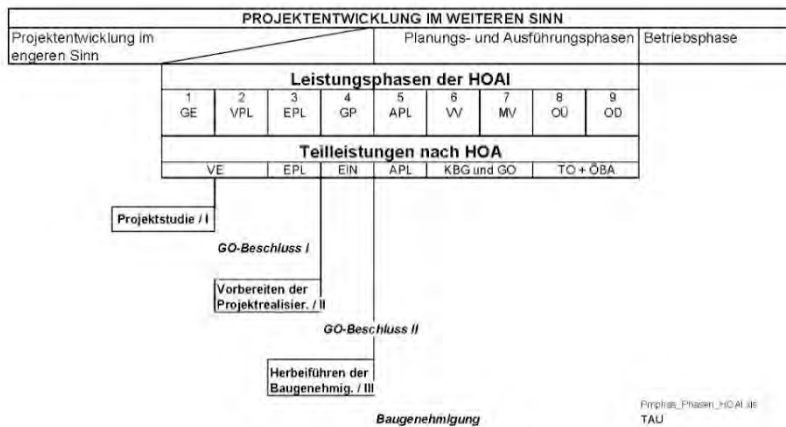 PROJEKTENTWICKLUNG IM WEITEREN SINN
Projektentwicklung im engeren Sinn
Planungs- und Ausführungsphasen
Betriebsphase
Leistungsphasen der HOAI
1 2 3 4 5 6 7 8 9
GE VPL EPL GP APL VV MV OÜ OD
Teilleistungen nach HOA
VE EPL EIN APL KBG und GO TO + ÖBA
Projektstudie / I
GO-Beschluss I
Vorbereiten der
Projektrealisier. / II
GO-Beschluss II
Herbeiführen der
Baugenehmig. / III
Baugenehmigung
TAU